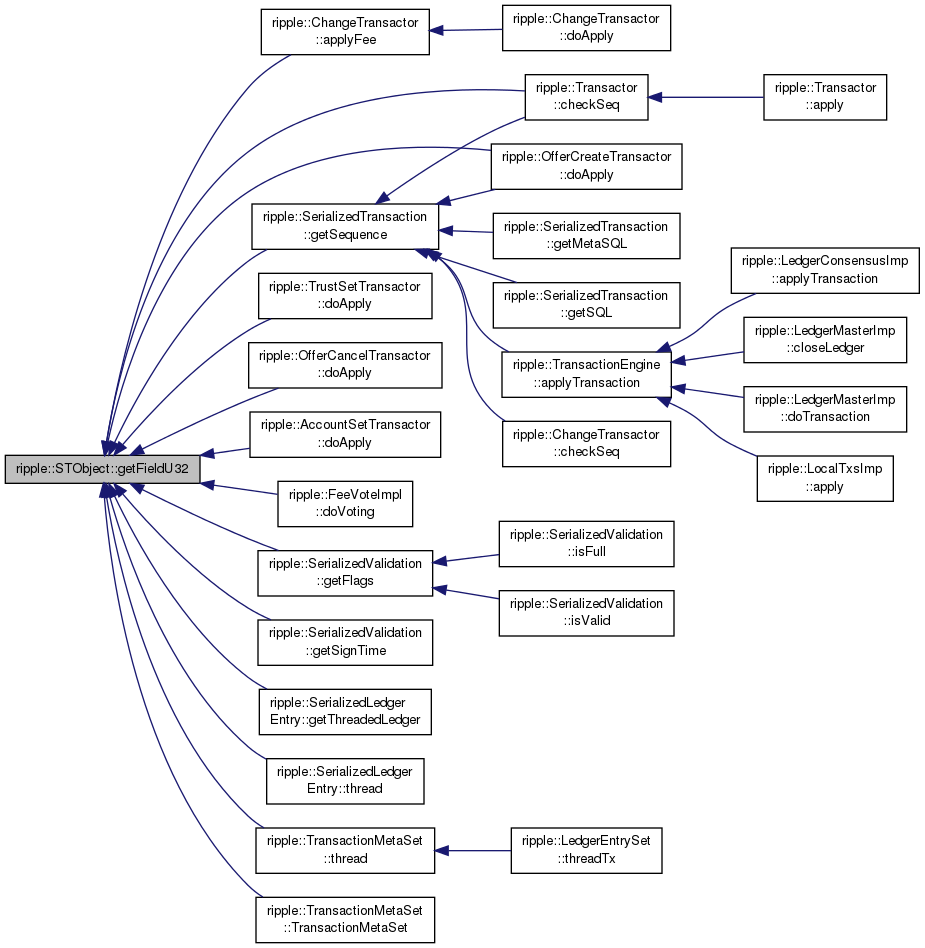 ripple::ChangeTransactor
::applyFee
ripple::ChangeTransactor
::doApply
ripple::Transactor
::checkSeq
ripple::Transactor
::apply
ripple::OfferCreateTransactor
::doApply
ripple::SerializedTransaction
::getSequence
ripple::SerializedTransaction
::getMetaSQL
ripple::LedgerConsensusImp
::applyTransaction
ripple::TrustSetTransactor
::doApply
ripple::SerializedTransaction
::getSQL
ripple::LedgerMasterImp
::closeLedger
ripple::OfferCancelTransactor
::doApply
ripple::TransactionEngine
::applyTransaction
ripple::LedgerMasterImp
::doTransaction
ripple::AccountSetTransactor
::doApply
ripple::ChangeTransactor
::checkSeq
ripple::STObject::getFieldU32
ripple::LocalTxsImp
::apply
ripple::FeeVoteImpl
::doVoting
ripple::SerializedValidation
::isFull
ripple::SerializedValidation
::getFlags
ripple::SerializedValidation
::isValid
ripple::SerializedValidation
::getSignTime
ripple::SerializedLedger
Entry::getThreadedLedger
ripple::SerializedLedger
Entry::thread
ripple::TransactionMetaSet
::thread
ripple::LedgerEntrySet
::threadTx
ripple::TransactionMetaSet
::TransactionMetaSet